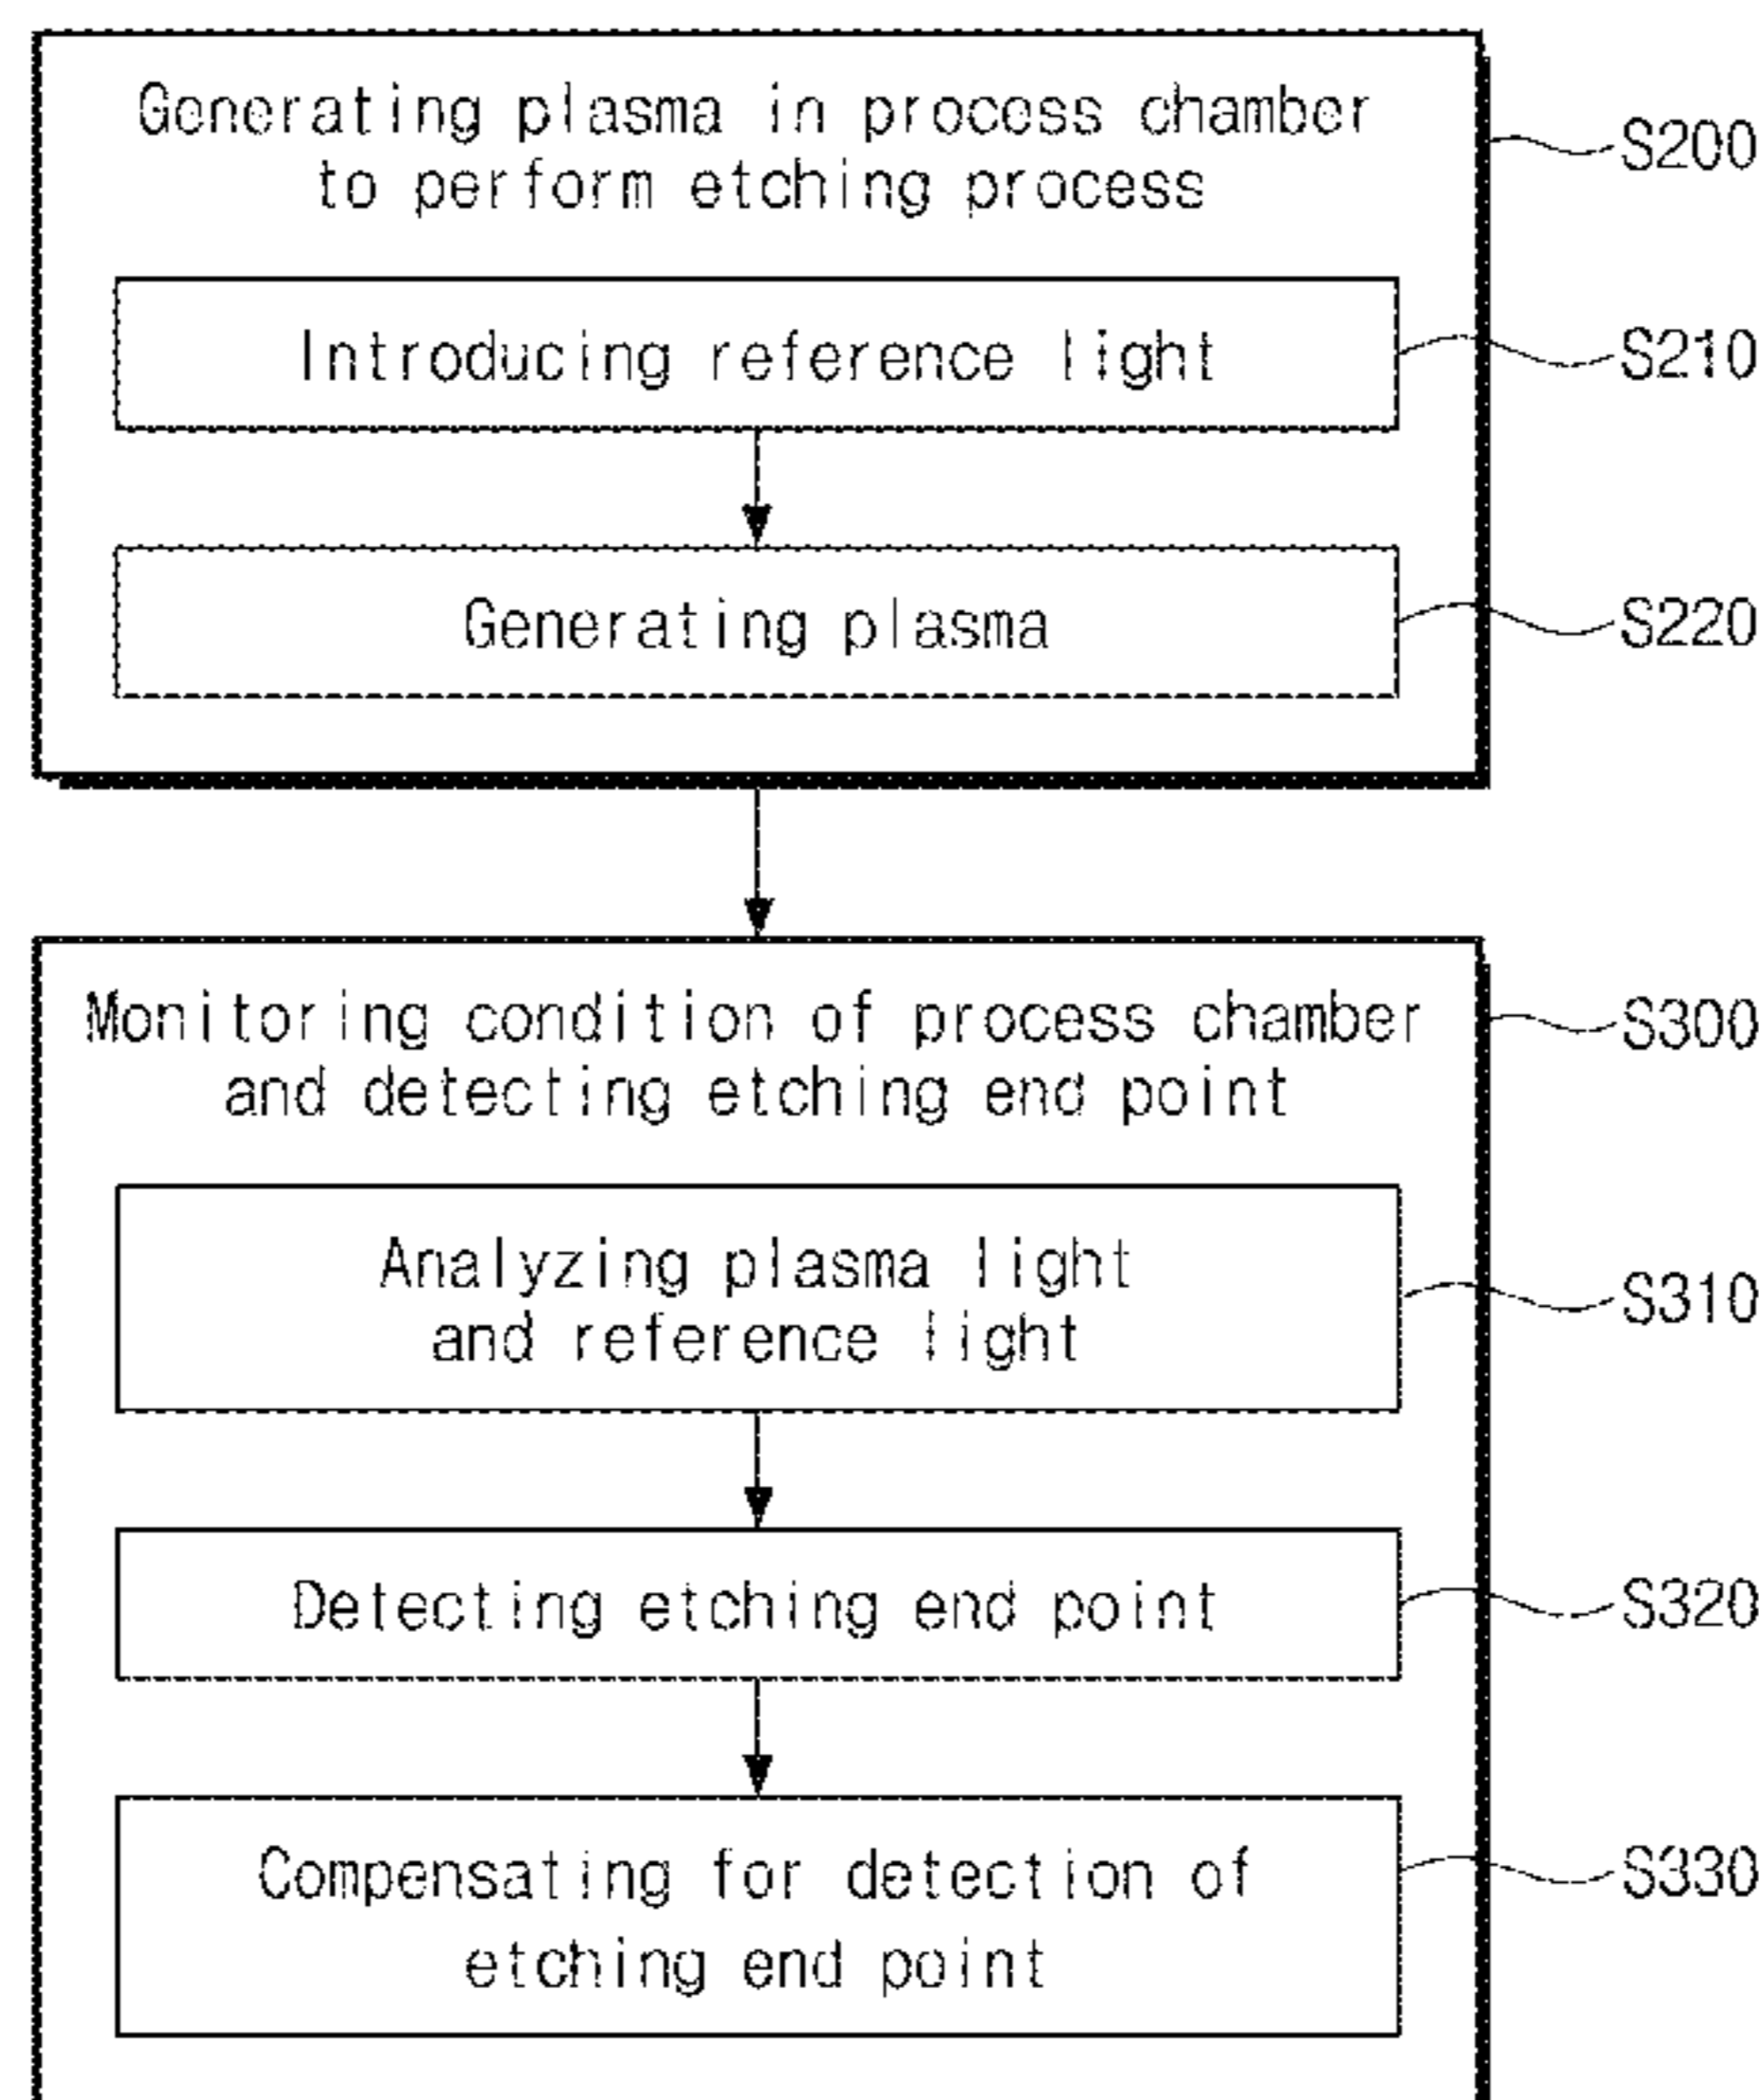 Generating plasma in process chamber
to perform etching process
S200
Introducing reference light
S210
Generating plasma
S220
Monitoring condition of process chamber
and detecting etching end point
S300
Analyzing plasma light
and reference light
S310
Detecting etching end point
S320
Compensating for detection of
etching end point
S330